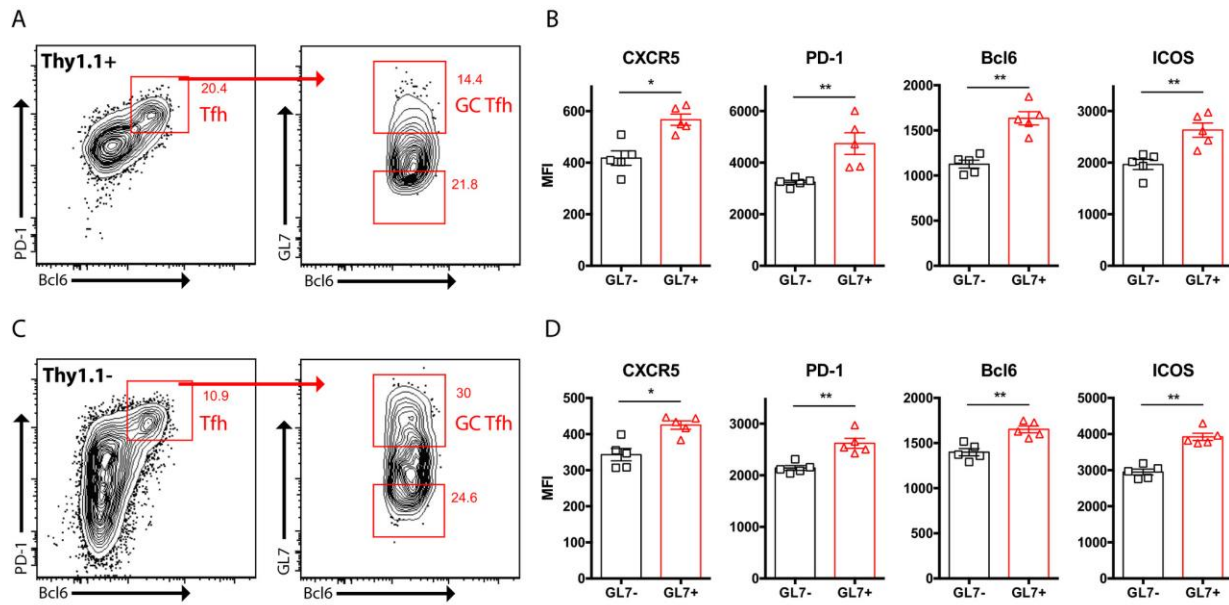 A
Thy1.1+
20.4
Tfh
PD-1
Bcl6
14.4
GC Tfh
21.8
GL7
Bcl6
B
CXCR5
*
MFI
600
400
200
0
GL7-
GL7+
PD-1
**
6000
4000
2000
0
GL7-
GL7+
Bcl6
**
2000
1500
1000
500
0
GL7-
GL7+
ICOS
**
3000
2000
1000
0
GL7-
GL7+
C
Thy1.1-
10.9
Tfh
PD-1
Bcl6
30
GC Tfh
24.6
GL7
Bcl6
D
CXCR5
*
MFI
500
400
300
200
100
0
GL7-
GL7+
PD-1
**
3000
2000
1000
0
GL7-
GL7+
Bcl6
**
2000
1500
1000
500
0
GL7-
GL7+
ICOS
**
5000
4000
3000
2000
1000
0
GL7-
GL7+